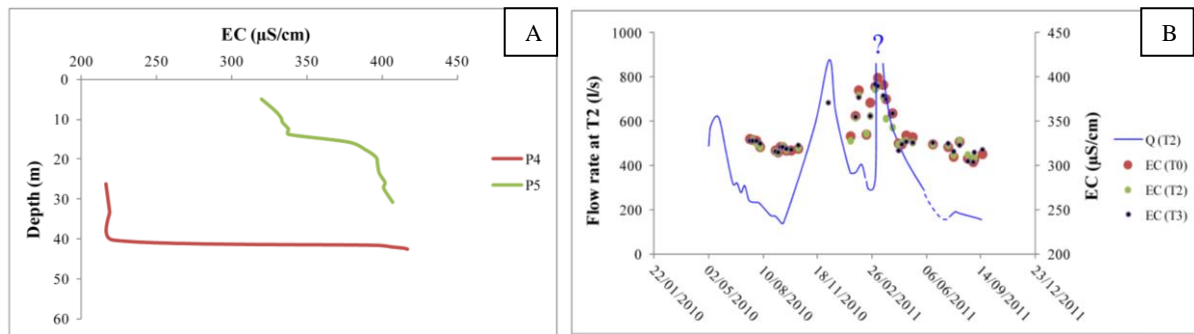 EC (µS/cm)
A
200
250
300
350
400
450
0
10
20
30
40
50
60
Depth (m)
P4
P5
B
?
1000
800
600
400
200
0
Flow rate at T2 (l/s)
450
400
350
300
250
200
EC (µS/cm)
Q (T2)
EC (T0)
EC (T2)
EC (T3)
22/01/2010
02/05/2010
10/08/2010
18/11/2010
26/02/2011
06/06/2011
14/09/2011
23/12/2011